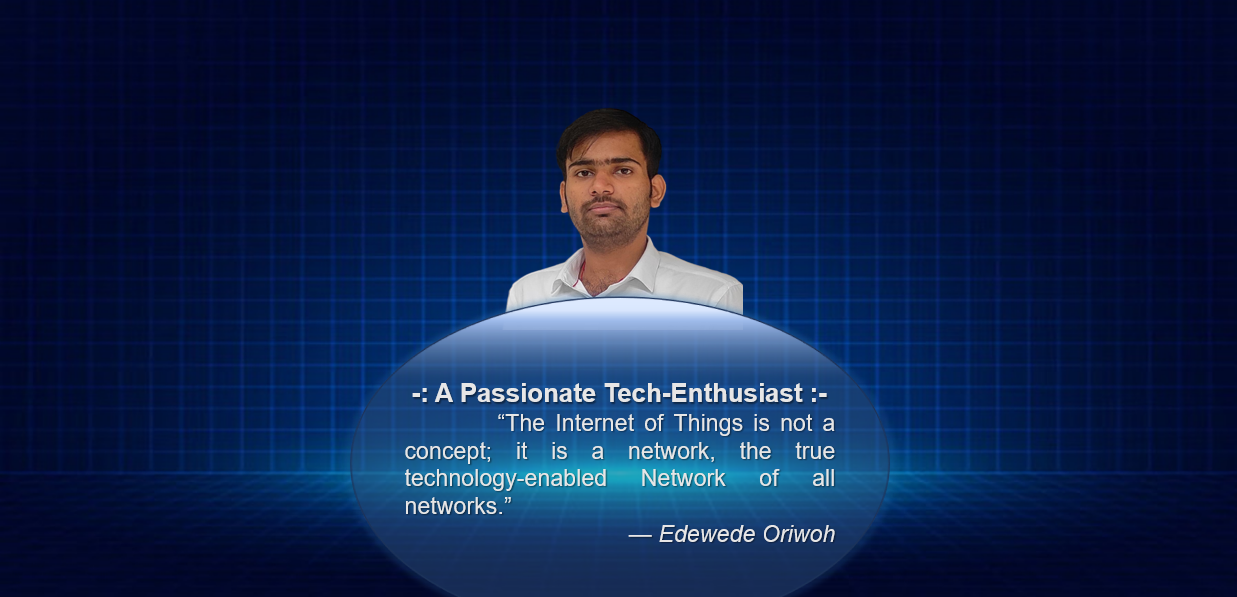 -: A Passionate Tech-Enthusiast :-
“The Internet of Things is not a
concept; it is a network, the true
technology-enabled Network of all
networks.”
— Edewede Oriwoh